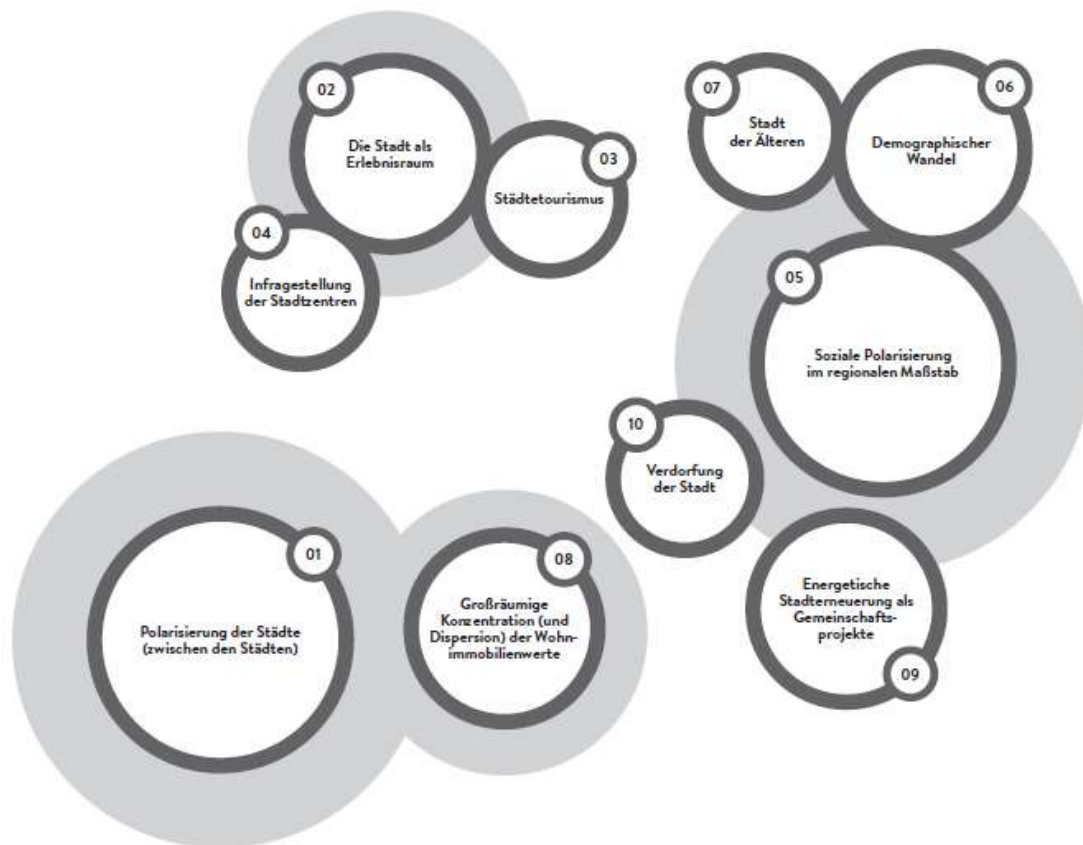 02
Die Stadt als
Erlebnisraum
03
Städtetourismus
04
Infragestellung
der Stadtzentren
07
Stadt
der Älteren
06
Demographischer
Wandel
05
Soziale Polarisierung
im regionalen Maßstab
10
Verdorfung
der Stadt
01
Polarisierung der Städte
(zwischen den Städten)
08
Großräumige
Konzentration (und
Dispersion) der Wohn-
immobilienwerte
Energetische
Stadterneuerung als
Gemeinschafts-
projekte
09